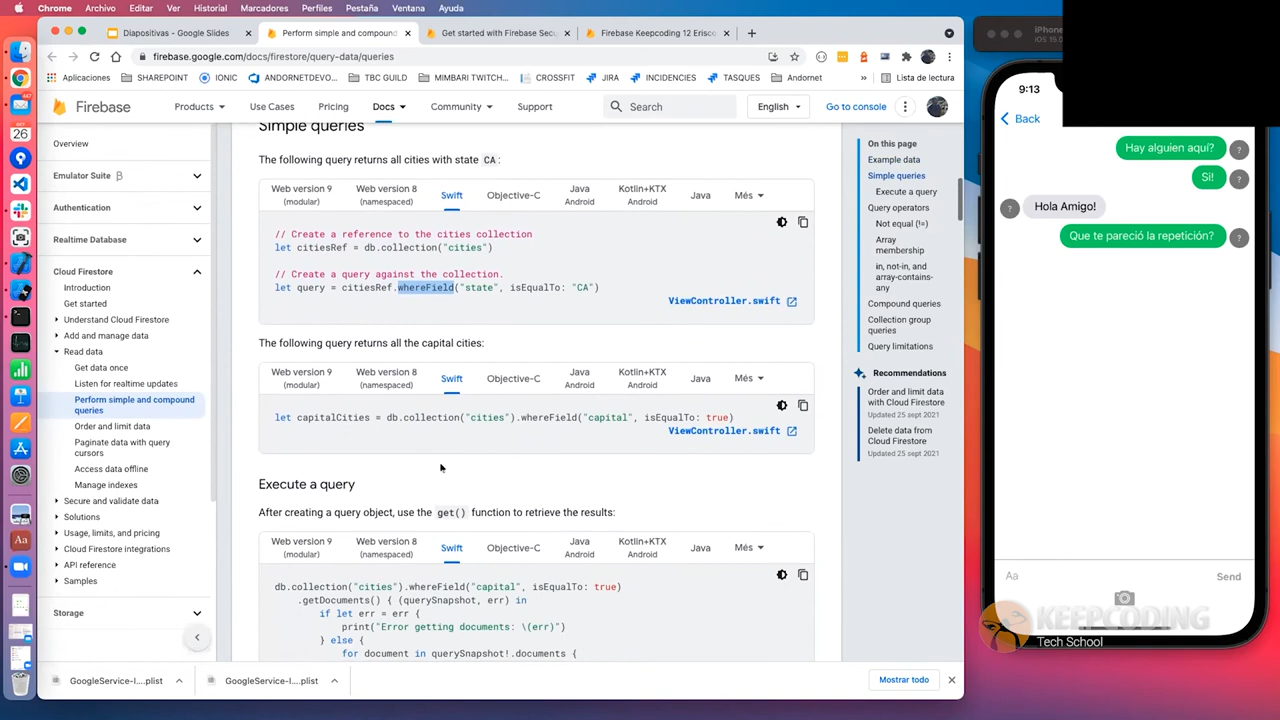 Chrome Archivo Editar Ver Historial Marcadores Perfiles Pestaña Ventana Ayuda
Diapositivas - Google Slides
Perform simple and compound
Get started with Firebase Secu
Firebase Keepcoding 12 Erisco
firebase.google.com/docs/firestore/query-data/queries
Aplicaciones SHAREPOINT IONIC ANDORNETDEVO... TBC GUILD MIMBARI TWITCH... CROSSFIT JIRA INCIDENCIES TASQUES Andornet » Lista de lectura
Firebase Products Use Cases Pricing Docs Community Support Search English Go to console
Overview
Emulator Suite β
Authentication
Realtime Database
Cloud Firestore
Introduction
Get started
Understand Cloud Firestore
Add and manage data
Read data
Get data once
Listen for realtime updates
Perform simple and compound
queries
Order and limit data
Paginate data with query
cursors
Access data offline
Manage indexes
Secure and validate data
Solutions
Usage, limits, and pricing
Cloud Firestore integrations
API reference
Samples
Storage
Simple queries
The following query returns all cities with state CA:
Web version 9
(modular)
Web version 8
(namespaced)
Swift
Objective-C
Java
Android
Kotlin+KTX
Android
Java
Més
// Create a reference to the cities collection
let citiesRef = db.collection("cities")
// Create a query against the collection.
let query = citiesRef.whereField("state", isEqualTo: "CA")
ViewController.swift
The following query returns all the capital cities:
Web version 9
(modular)
Web version 8
(namespaced)
Swift
Objective-C
Java
Android
Kotlin+KTX
Android
Java
Més
let capitalCities = db.collection("cities").whereField("capital", isEqualTo: true)
ViewController.swift
Execute a query
After creating a query object, use the get() function to retrieve the results:
Web version 9
(modular)
Web version 8
(namespaced)
Swift
Objective-C
Java
Android
Kotlin+KTX
Android
Java
Més
db.collection("cities").whereField("capital", isEqualTo: true)
.getDocuments() { (querySnapshot, err) in
if let err = err {
print("Error getting documents: \(err)")
} else {
for document in querySnapshot!.documents {
On this page
Example data
Simple queries
Execute a query
Query operators
Not equal (!=)
Array
membership
in, not-in, and
array-contains-
any
Compound queries
Collection group
queries
Query limitations
Recommendations
Order and limit data
with Cloud Firestore
Updated 25 sept 2021
Delete data from
Cloud Firestore
Updated 25 sept 2021
GoogleService-I....plist
GoogleService-I....plist
Mostrar todo
9:13
Back
Hay alguien aquí?
?
Si!
?
?
Hola Amigo!
Que te pareció la repetición?
?
Aa
Send
KEEPCODING
Tech School